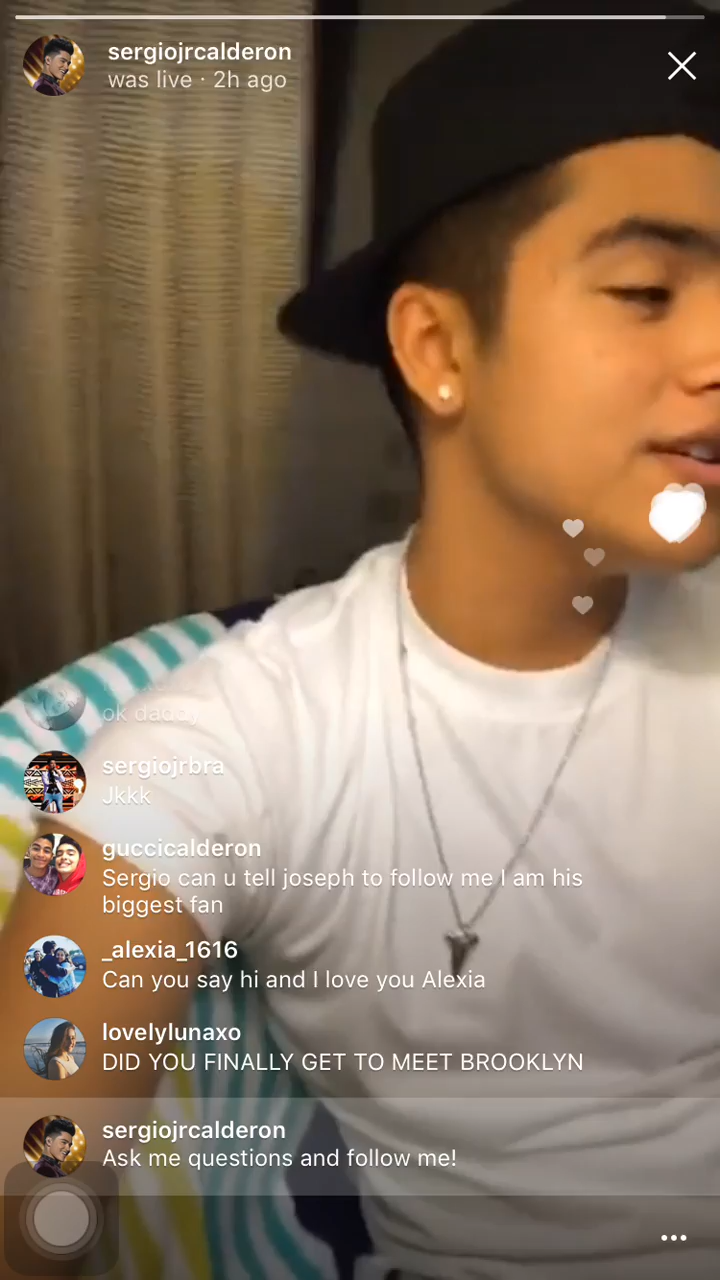 sergiojrcalderon
was live · 2h ago
ok daddy
sergiojrbra
Jkkk
guccicalderon
Sergio can u tell joseph to follow me I am his
biggest fan
_alexia_1616
Can you say hi and I love you Alexia
lovelylunaxo
DID YOU FINALLY GET TO MEET BROOKLYN
sergiojrcalderon
Ask me questions and follow me!